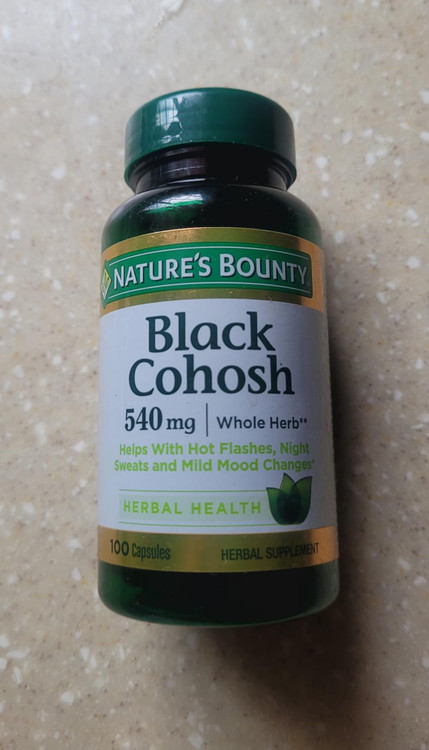 NATURE'S BOUNTY
Black
Cohosh
540 mg | Whole Herb**
Helps With Hot Flashes, Night
Sweats and Mild Mood Changes*
HERBAL HEALTH
100 Capsules HERBAL SUPPLEMENT